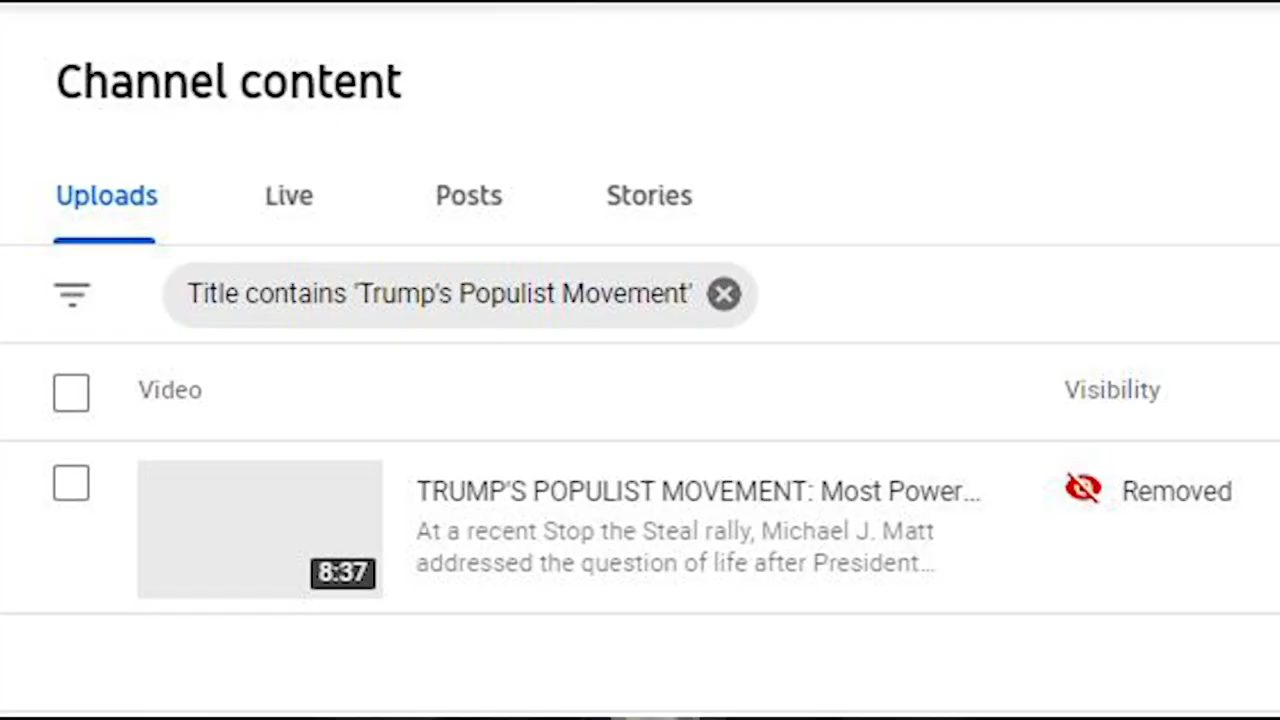 Channel content
Uploads Live Posts Stories
Title contains 'Trump's Populist Movement'
Video Visibility
TRUMP'S POPULIST MOVEMENT: Most Power... Removed
At a recent Stop the Steal rally, Michael J. Matt
addressed the question of life after President...
8:37